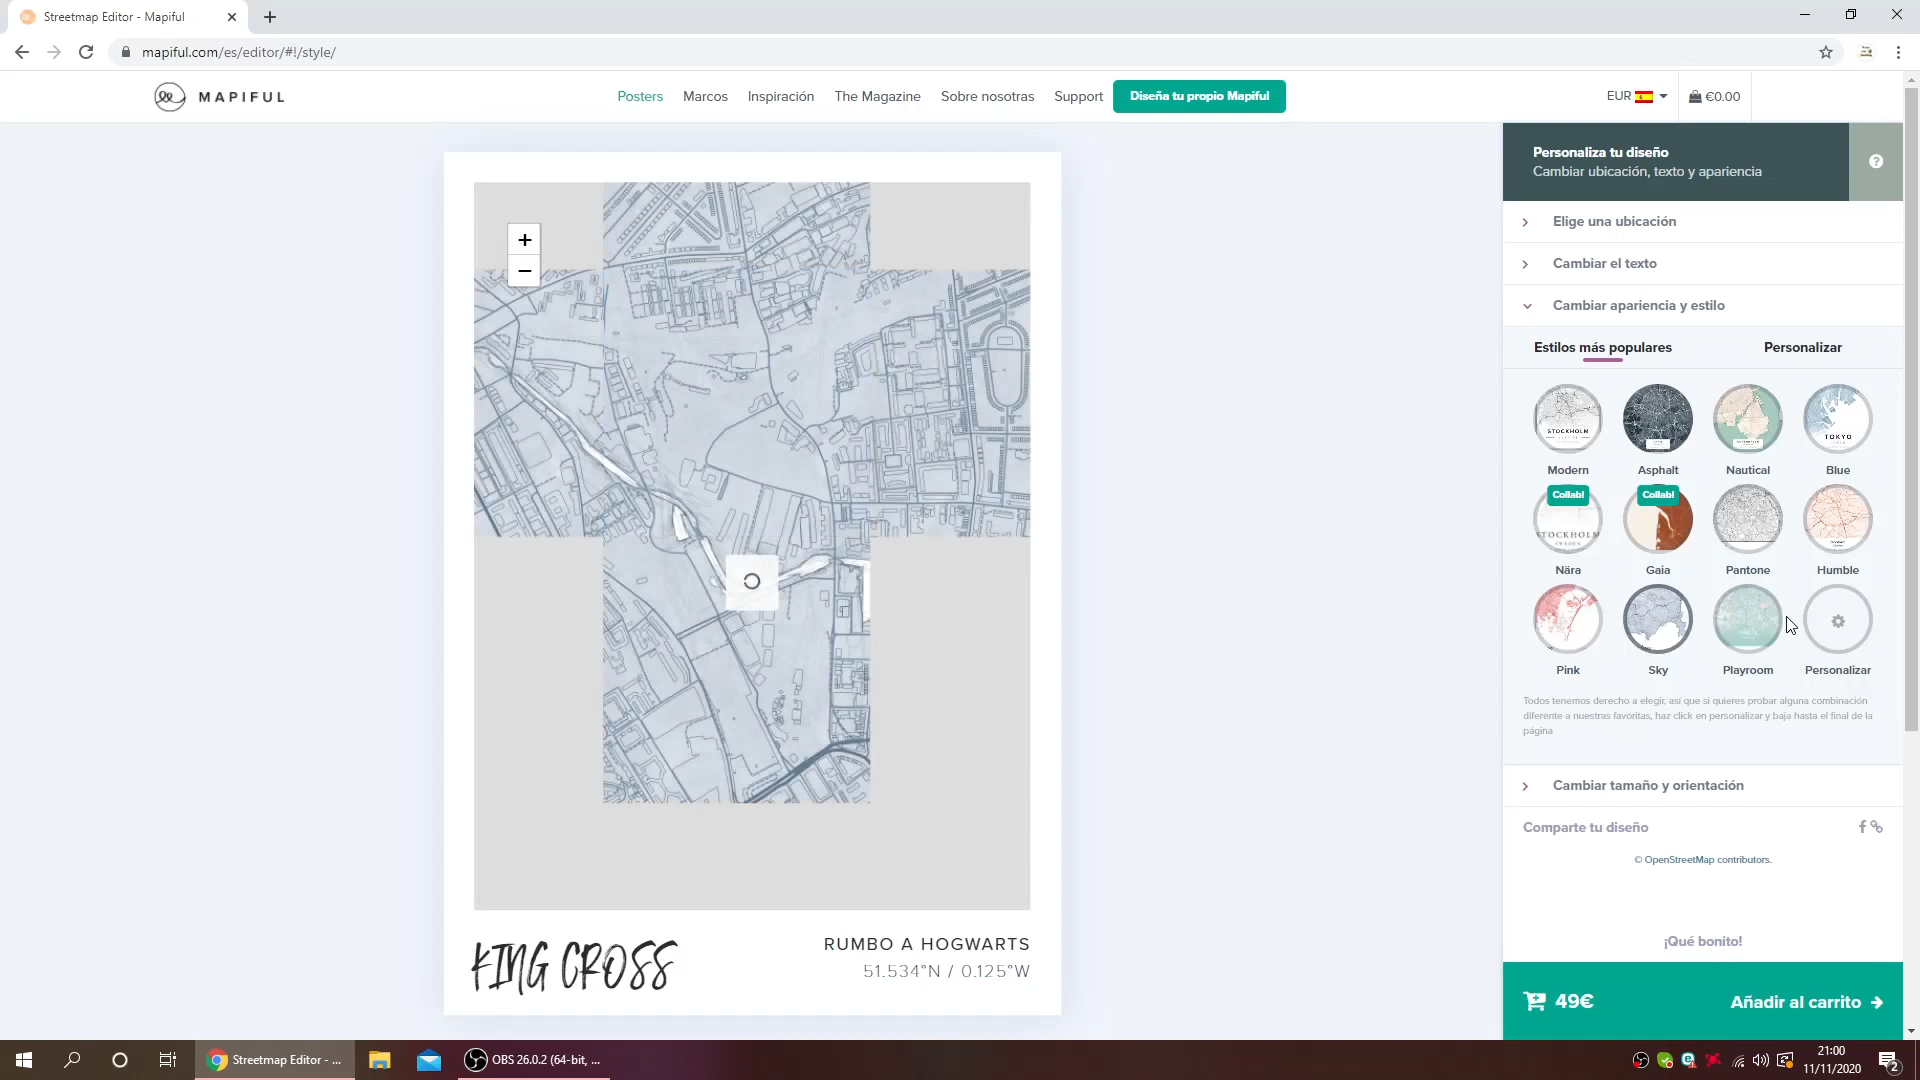 Streetmap Editor - Mapiful
mapiful.com/es/editor/#!/style/
MAPIFUL
Posters
Marcos
Inspiración
The Magazine
Sobre nosotras
Support
Diseña tu propio Mapiful
EUR
€0.00
Personaliza tu diseño
Cambiar ubicación, texto y apariencia
Elige una ubicación
Cambiar el texto
Cambiar apariencia y estilo
Estilos más populares
Personalizar
STOCKHOLM
TOKYO
Modern
Asphalt
Nautical
Blue
Collab!
Collab!
STOCKHOLM
SWEDEN
Nära
Gaia
Pantone
Humble
Pink
Sky
Playroom
Personalizar
Todos tenemos derecho a elegir, así que si quieres probar alguna combinación
diferente a nuestras favoritas, haz click en personalizar y baja hasta el final de la
página
Cambiar tamaño y orientación
Comparte tu diseño
© OpenStreetMap contributors.
¡Qué bonito!
49€
Añadir al carrito
KING CROSS
RUMBO A HOGWARTS
51.534°N / 0.125°W
Streetmap Editor - ...
OBS 26.0.2 (64-bit, ...
21:00
11/11/2020
2